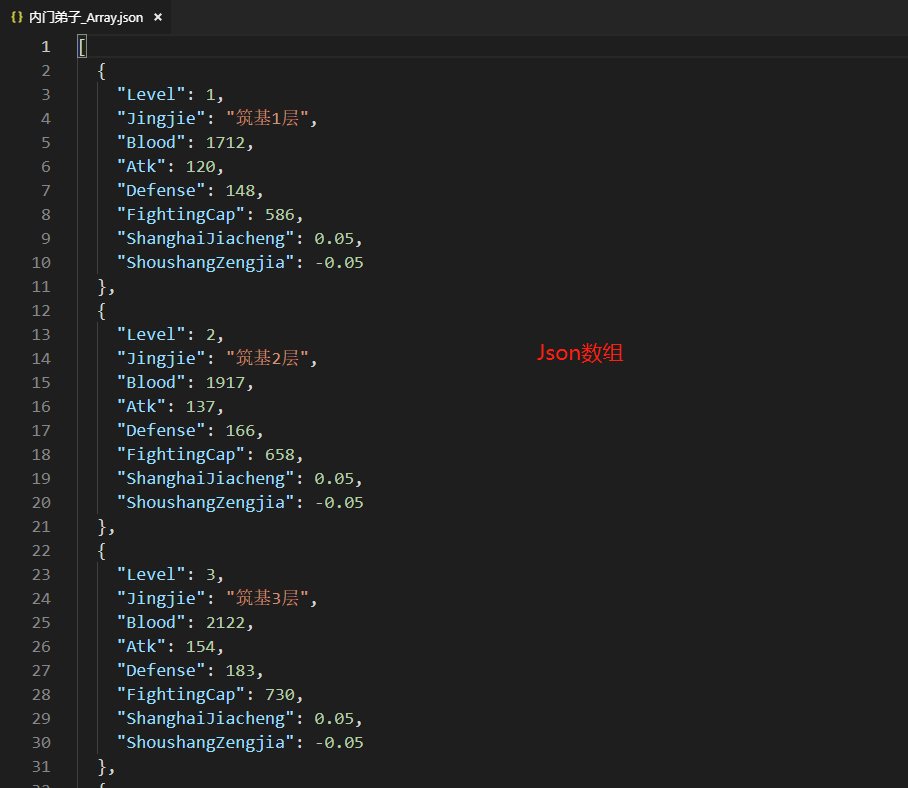 {} 内门弟子_Array.json ×
1 [
2 {
3 "Level": 1,
4 "Jingjie": "筑基1层",
5 "Blood": 1712,
6 "Atk": 120,
7 "Defense": 148,
8 "FightingCap": 586,
9 "ShanghaiJiacheng": 0.05,
10 "ShoushangZengjia": -0.05
11 },
12 {
13 "Level": 2,
14 "Jingjie": "筑基2层",
Json数组
15 "Blood": 1917,
16 "Atk": 137,
17 "Defense": 166,
18 "FightingCap": 658,
19 "ShanghaiJiacheng": 0.05,
20 "ShoushangZengjia": -0.05
21 },
22 {
23 "Level": 3,
24 "Jingjie": "筑基3层",
25 "Blood": 2122,
26 "Atk": 154,
27 "Defense": 183,
28 "FightingCap": 730,
29 "ShanghaiJiacheng": 0.05,
30 "ShoushangZengjia": -0.05
31 },